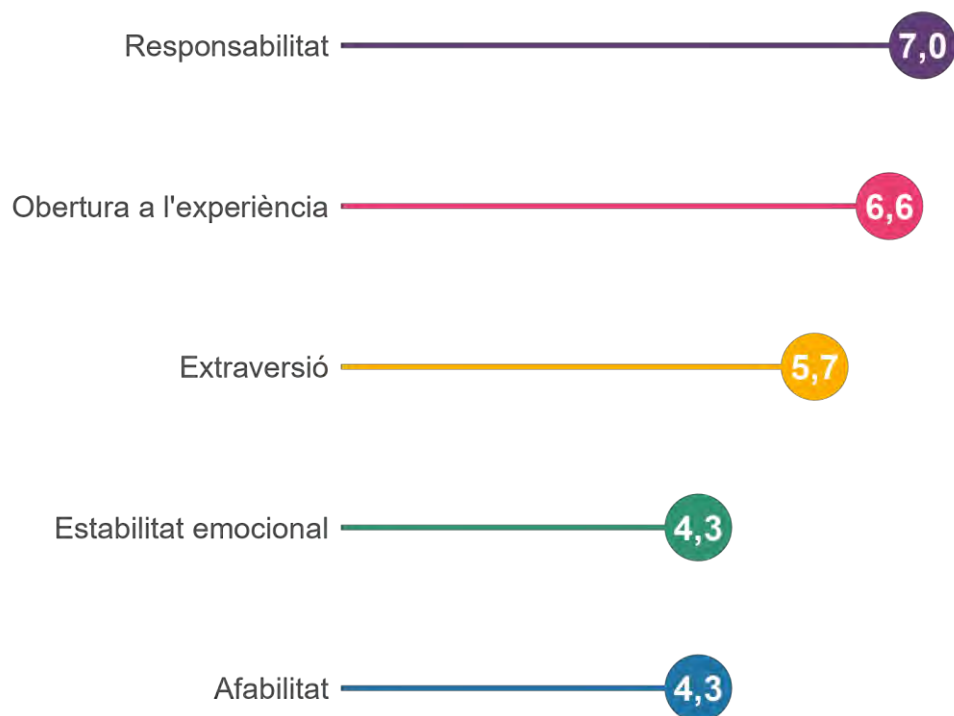 Responsabilitat 7,0
Obertura a l'experiència 6,6
Extraversió 5,7
Estabilitat emocional 4,3
Afabilitat 4,3